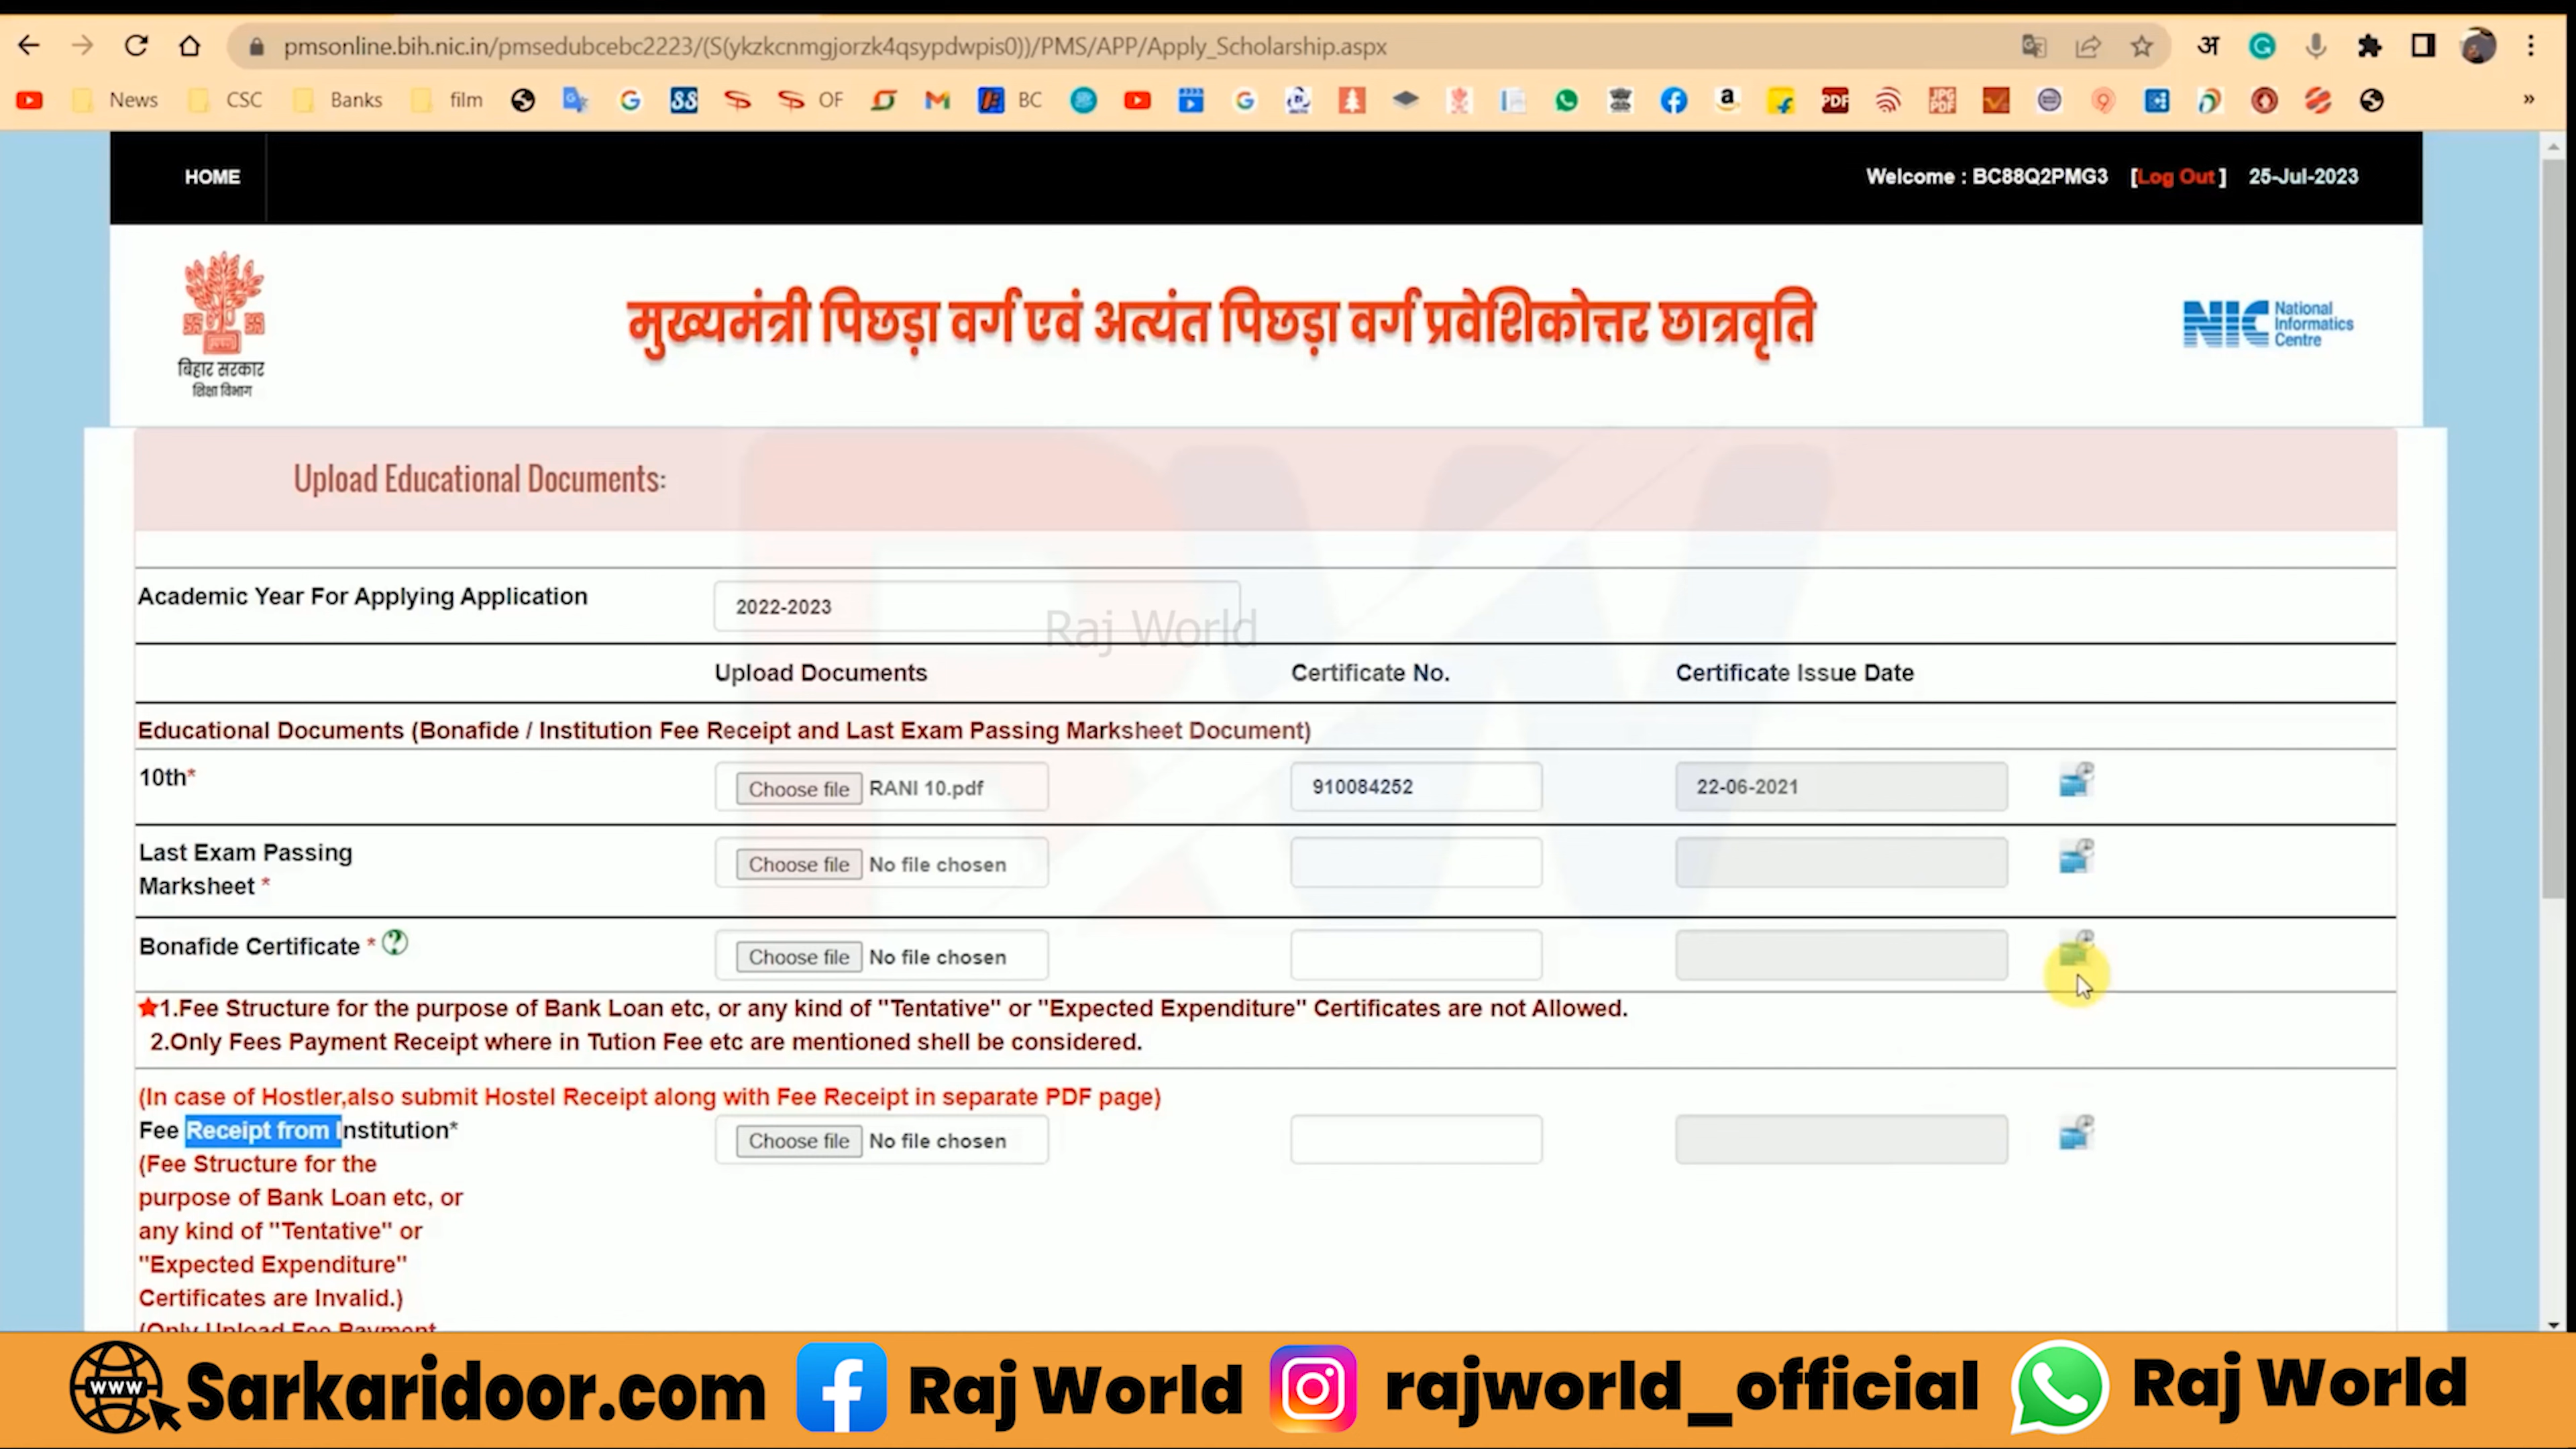 pmsonline.bih.nic.in/pmsedubcebc2223/(S(ykzkcnmgjorzk4qsypdwpis0))/PMS/APP/Apply_Scholarship.aspx
अ
News CSC Banks film SS OF BC PDF
HOME Welcome : BC88Q2PMG3 [Log Out ] 25-Jul-2023
मुख्यमंत्री पिछड़ा वर्ग एवं अत्यंत पिछड़ा वर्ग प्रवेशिकोत्तर छात्रवृति
NIC National
Informatics
Centre
बिहार सरकार
शिक्षा विभाग
Upload Educational Documents:
Academic Year For Applying Application 2022-2023
Raj World
Upload Documents Certificate No. Certificate Issue Date
Educational Documents (Bonafide / Institution Fee Receipt and Last Exam Passing Marksheet Document)
10th* Choose file RANI 10.pdf 910084252 22-06-2021
Last Exam Passing
Marksheet * Choose file No file chosen
Bonafide Certificate * Choose file No file chosen
1.Fee Structure for the purpose of Bank Loan etc, or any kind of "Tentative" or "Expected Expenditure" Certificates are not Allowed.
2.Only Fees Payment Receipt where in Tution Fee etc are mentioned shell be considered.
(In case of Hostler,also submit Hostel Receipt along with Fee Receipt in separate PDF page)
Fee Receipt from Institution* Choose file No file chosen
(Fee Structure for the
purpose of Bank Loan etc, or
any kind of "Tentative" or
"Expected Expenditure"
Certificates are Invalid.)
(Only Upload Fee Payment
www Sarkaridoor.com Raj World rajworld_official Raj World